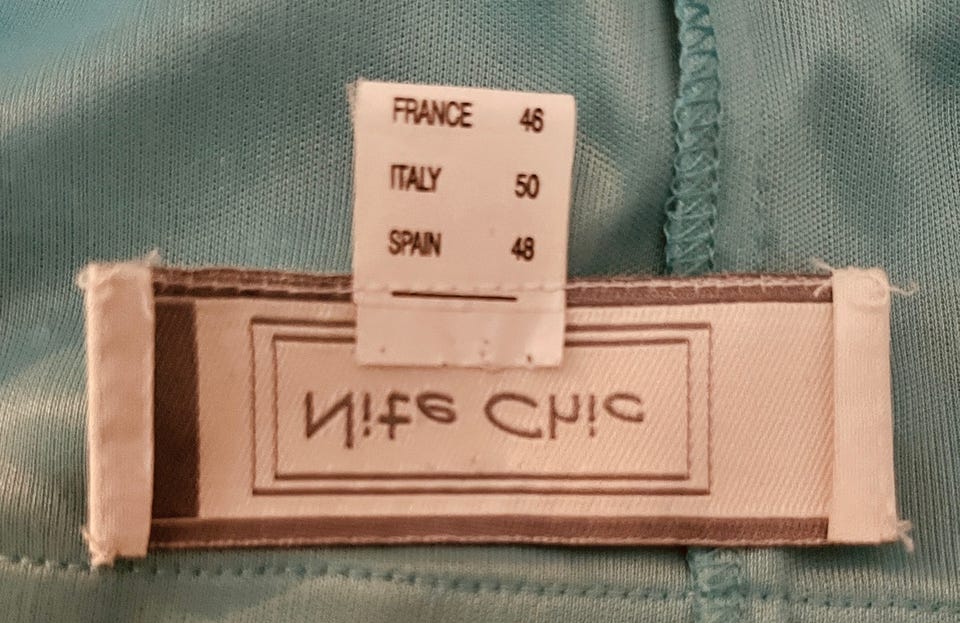 FRANCE 46
ITALY 50
SPAIN 48
Nite Chic